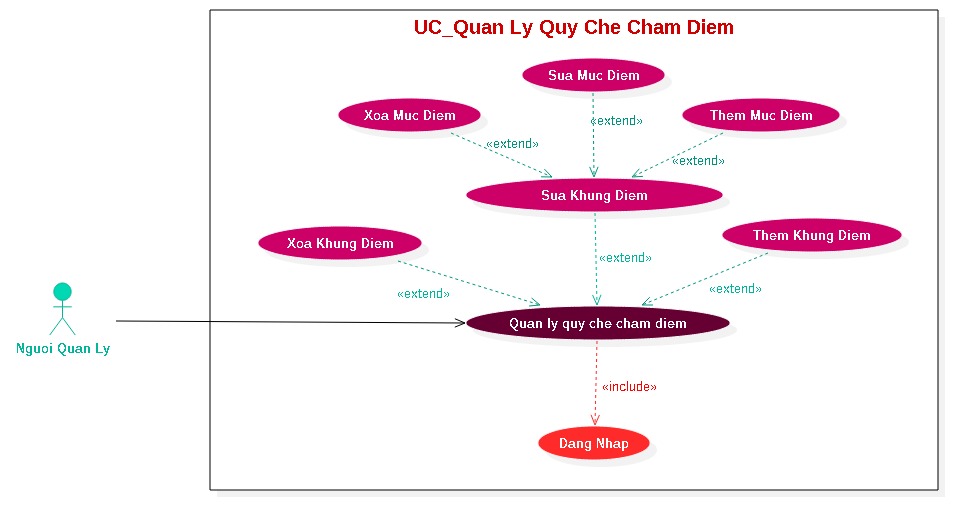 UC_Quan Ly Quy Che Cham Diem
Sua Muc Diem
Xoa Muc Diem
Them Muc Diem
«extend»
«extend»
«extend»
Sua Khung Diem
Xoa Khung Diem
Them Khung Diem
«extend»
«extend»
«extend»
Quan ly quy che cham diem
Nguoi Quan Ly
«include»
Dang Nhap